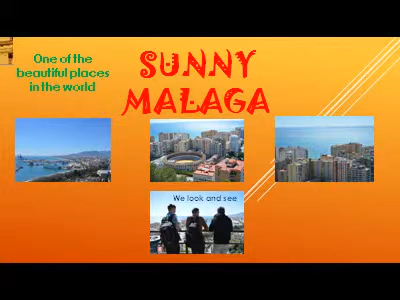 One of the
beautiful places
in the world
SUNNY
MALAGA
We look and see